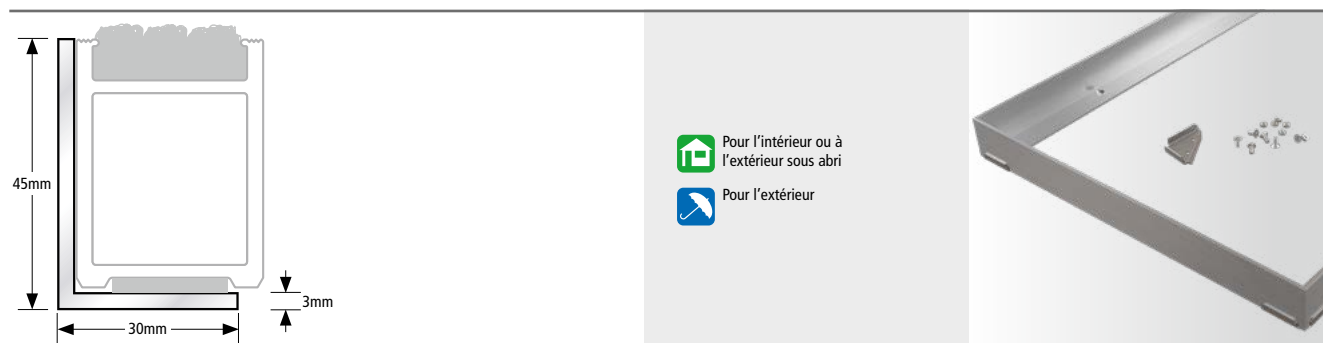 45mm
3mm
30mm
Pour l'intérieur ou à
l'extérieur sous abri
Pour l'extérieur